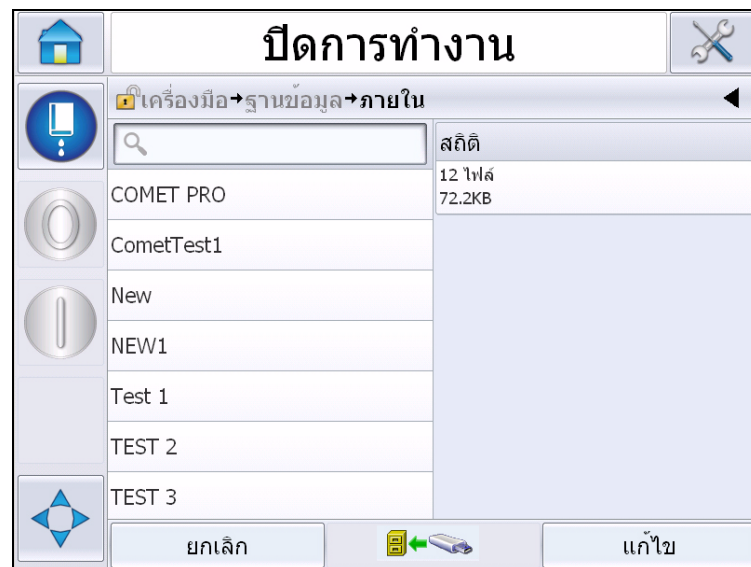 ปิดการทำงาน
เครื่องมือ→ฐานข้อมูล→ภายใน
สถิติ
12 ไฟล์
72.2KB
COMET PRO
CometTest1
New
NEW1
Test 1
TEST 2
TEST 3
ยกเลิก
แก้ไข